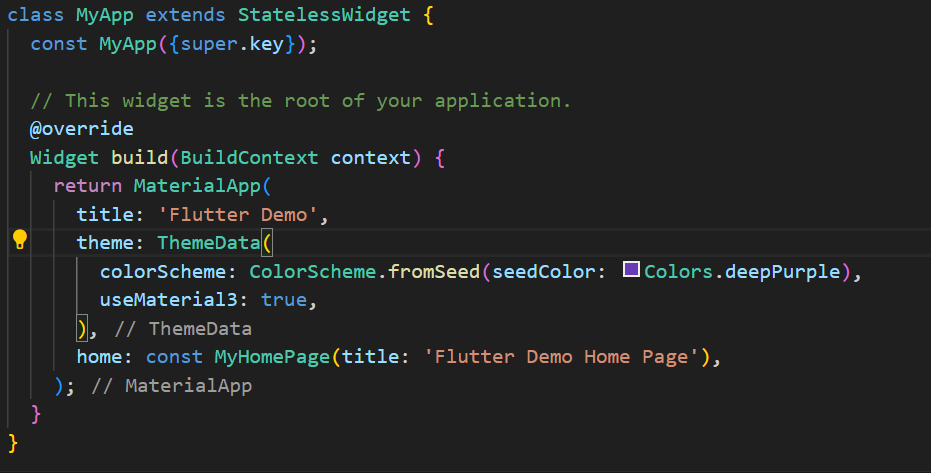 class MyApp extends StatelessWidget {
  const MyApp({super.key});

  // This widget is the root of your application.
  @override
  Widget build(BuildContext context) {
    return MaterialApp(
      title: 'Flutter Demo',
      theme: ThemeData(
        colorScheme: ColorScheme.fromSeed(seedColor: Colors.deepPurple),
        useMaterial3: true,
      ), // ThemeData
      home: const MyHomePage(title: 'Flutter Demo Home Page'),
    ); // MaterialApp
  }
}